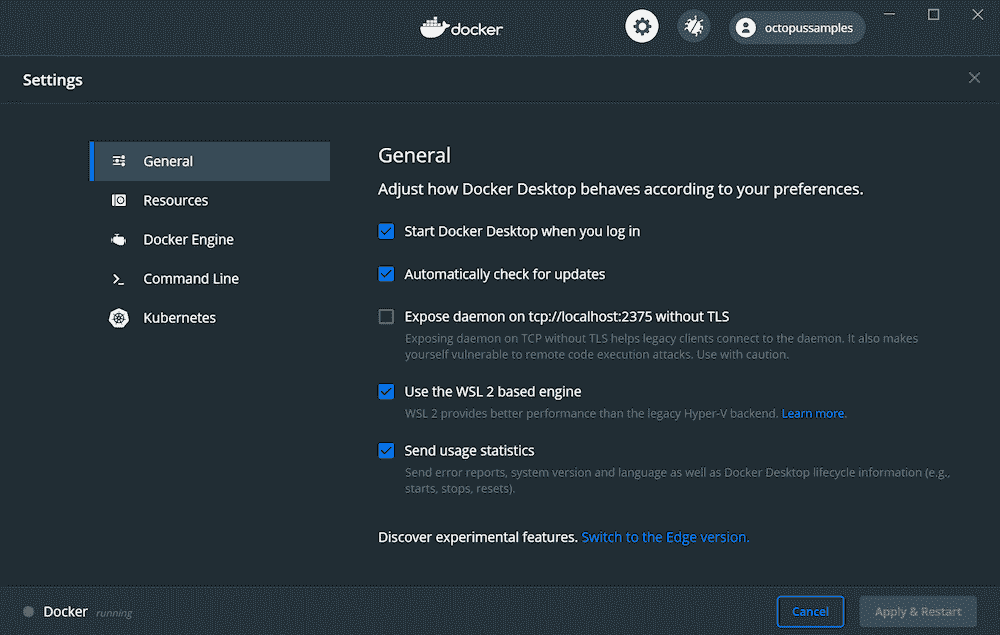 docker
octopussamples
Settings
General
Resources
Docker Engine
Command Line
Kubernetes
General
Adjust how Docker Desktop behaves according to your preferences.
Start Docker Desktop when you log in
Automatically check for updates
Expose daemon on tcp://localhost:2375 without TLS
Exposing daemon on TCP without TLS helps legacy clients connect to the daemon. It also makes
yourself vulnerable to remote code execution attacks. Use with caution.
Use the WSL 2 based engine
WSL 2 provides better performance than the legacy Hyper-V backend. Learn more.
Send usage statistics
Send error reports, system version and language as well as Docker Desktop lifecycle information (e.g.,
starts, stops, resets).
Discover experimental features. Switch to the Edge version.
Docker running
Cancel
Apply & Restart